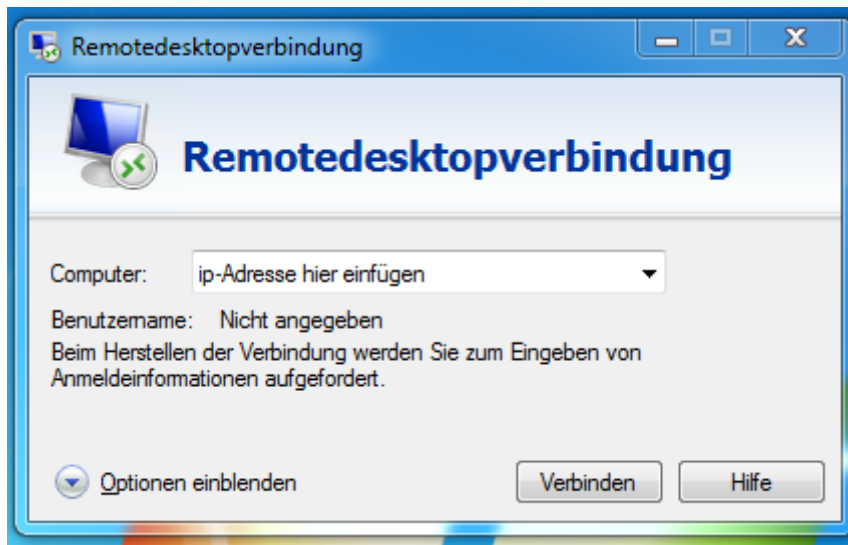 Remotedesktopverbindung
Remotedesktopverbindung
Computer: ip-Adresse hier einfügen
Benutzername: Nicht angegeben
Beim Herstellen der Verbindung werden Sie zum Eingeben von
Anmeldeinformationen aufgefordert.
Optionen einblenden Verbinden Hilfe